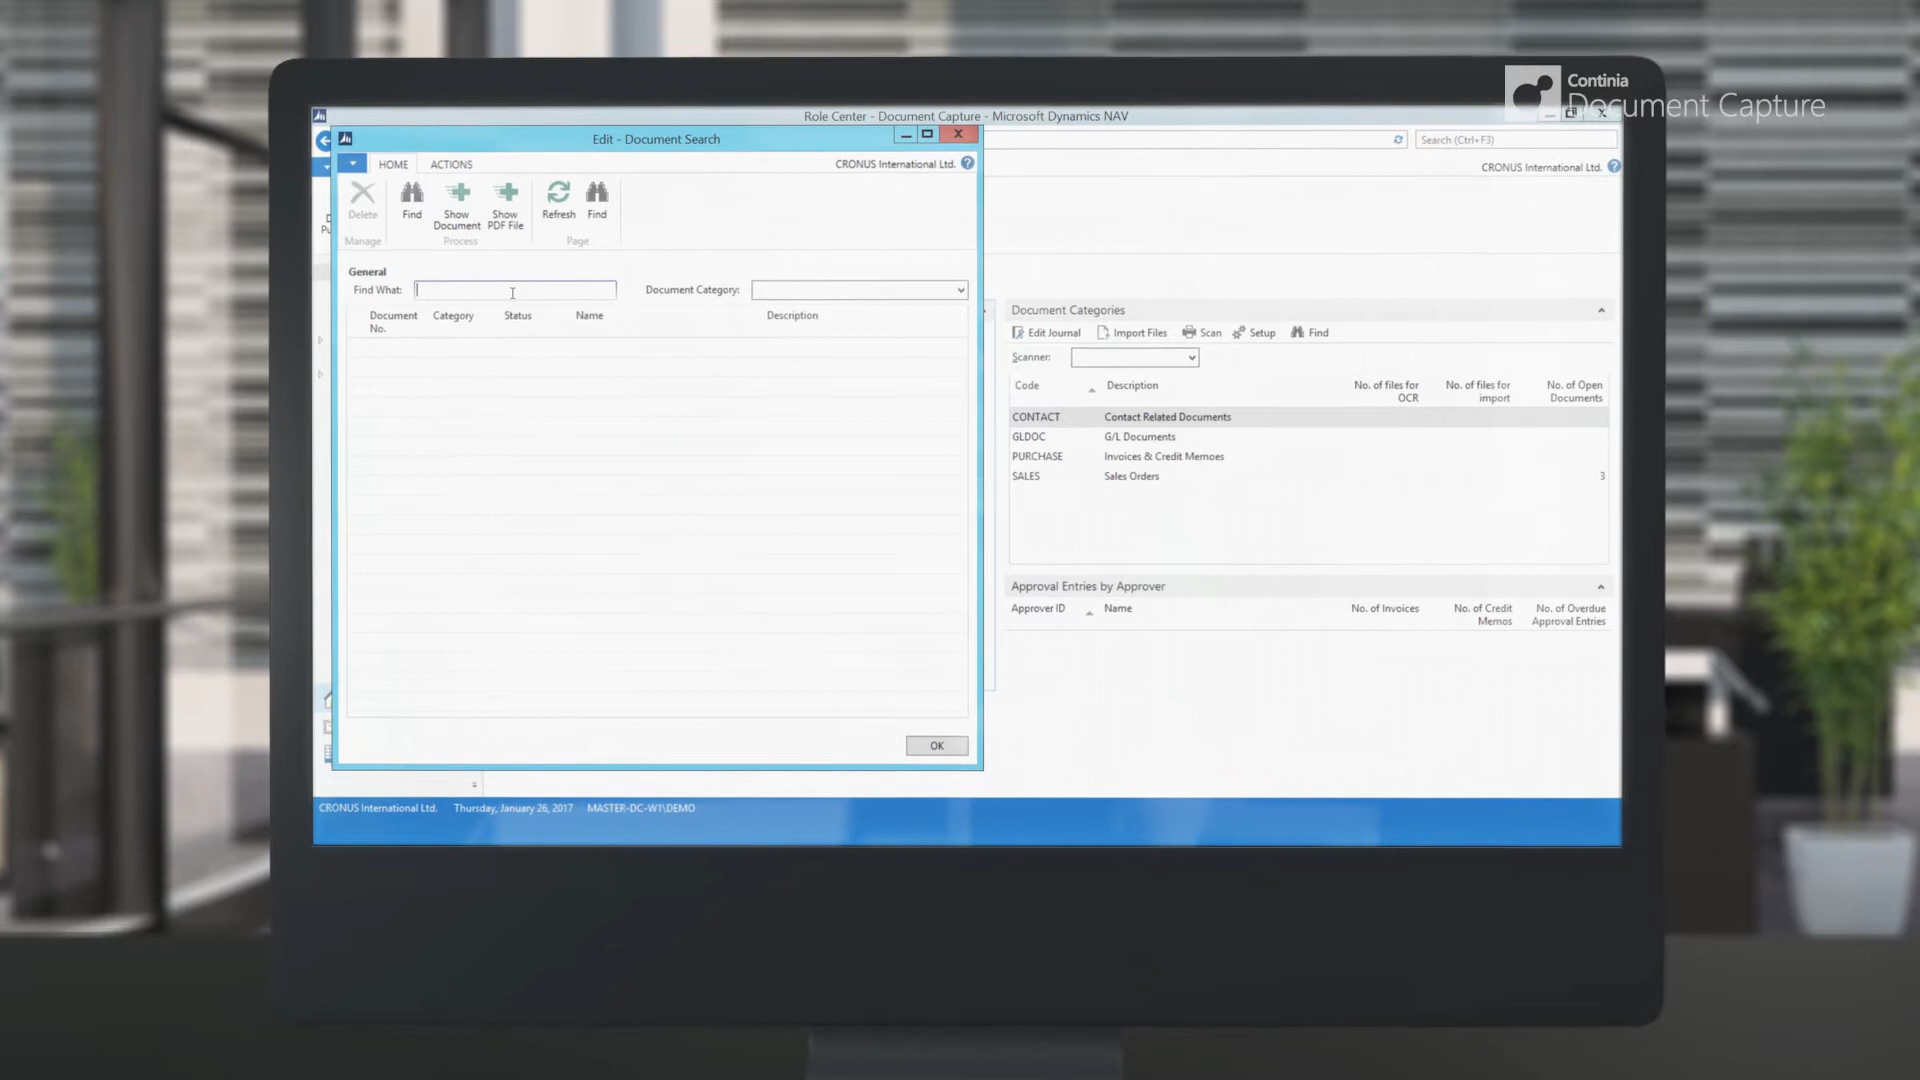 Continia
Document Capture
Role Center - Document Capture - Microsoft Dynamics NAV
Edit - Document Search
Search (Ctrl+F3)
HOME ACTIONS
CRONUS International Ltd.
CRONUS International Ltd.
Delete
Find
Show Document
Show PDF File
Refresh
Find
Manage
Process
Page
General
Find What:
Document Category:
Document No.
Category
Status
Name
Description
OK
Document Categories
Edit Journal
Import Files
Scan
Setup
Find
Scanner:
Code
Description
No. of files for OCR
No. of files for import
No. of Open Documents
CONTACT Contact Related Documents
GLDOC G/L Documents
PURCHASE Invoices & Credit Memoes
SALES Sales Orders 3
Approval Entries by Approver
Approver ID
Name
No. of Invoices
No. of Credit Memos
No. of Overdue Approval Entries
CRONUS International Ltd. Thursday, January 26, 2017 MASTER-DC-W1\DEMO